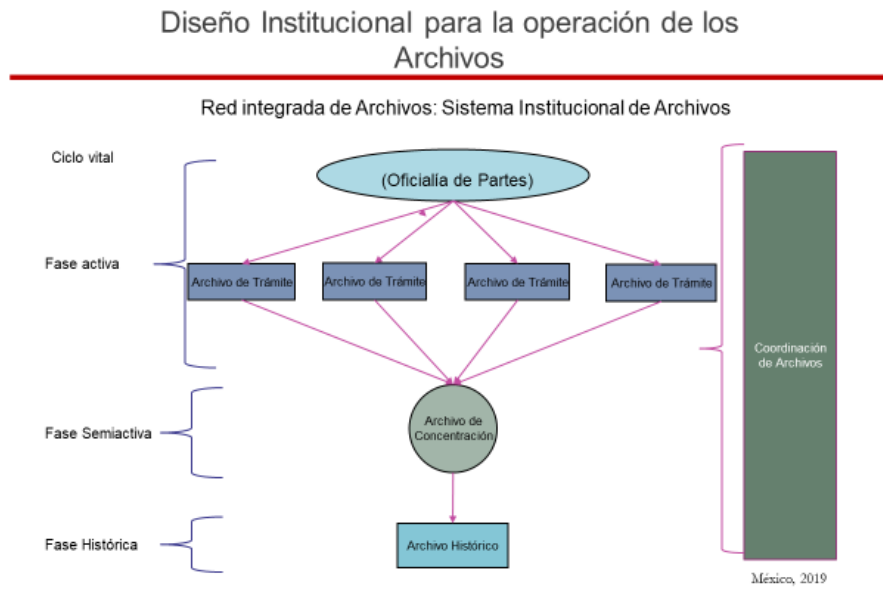 Diseño Institucional para la operación de los
Archivos
Red integrada de Archivos: Sistema Institucional de Archivos
Ciclo vital
(Oficialía de Partes)
Fase activa
Archivo de Trámite
Archivo de Trámite
Archivo de Trámite
Archivo de Trámite
Coordinación
de Archivos
Archivo de
Concentración
Fase Semiactiva
Fase Histórica
Archivo Histórico
México, 2019